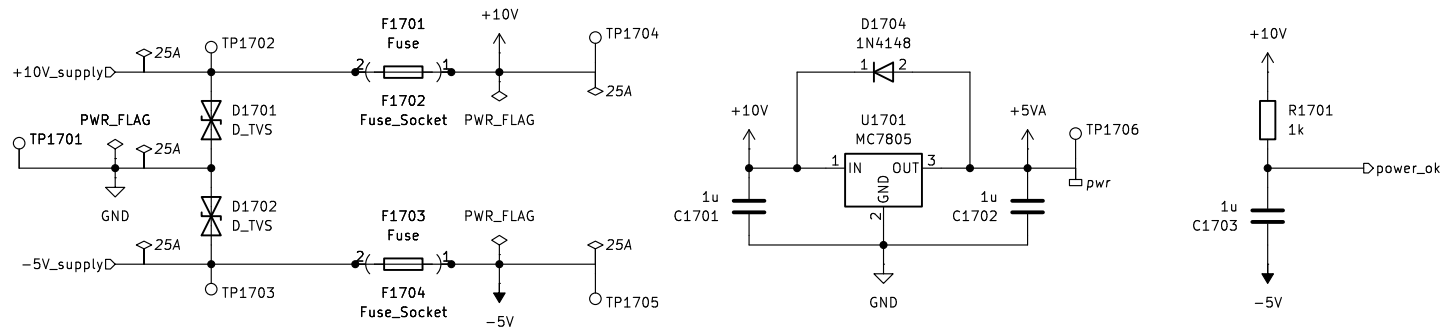 25A
TP1702
F1701
Fuse
+10V
TP1704
+10V_supply
2
1
F1702
Fuse_Socket
PWR_FLAG
25A
D1701
D_TVS
TP1701
PWR_FLAG
25A
GND
D1702
D_TVS
25A
-5V_supply
TP1703
F1703
Fuse
2
1
F1704
Fuse_Socket
PWR_FLAG
-5V
25A
TP1705
D1704
1N4148
1
2
+10V
U1701
MC7805
+5VA
TP1706
1
IN
OUT
3
GND
2
pwr
1u
C1701
1u
C1702
GND
+10V
R1701
1k
power_ok
1u
C1703
-5V